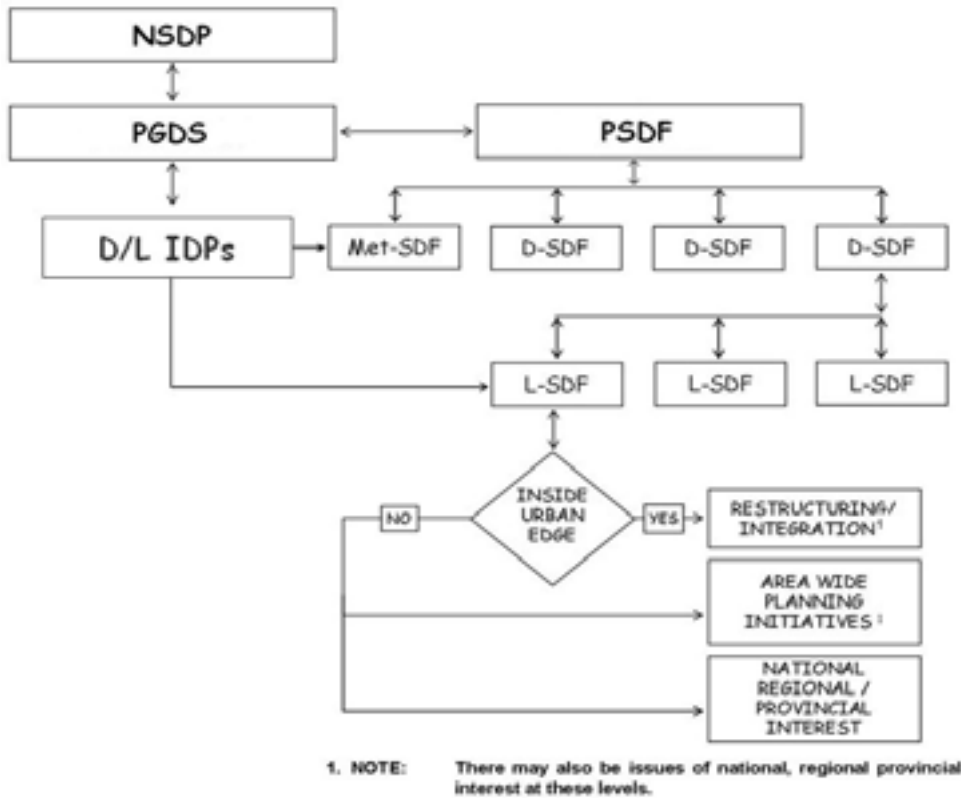 NSDP
PGDS
PSDF
D/L IDPs
Met-SDF
D-SDF
D-SDF
D-SDF
L-SDF
L-SDF
L-SDF
INSIDE
URBAN
EDGE
NO
YES
RESTRUCTURING/
INTEGRATION¹
AREA WIDE
PLANNING
INITIATIVES ¹
NATIONAL
REGIONAL /
PROVINCIAL
INTEREST
1. NOTE: There may also be issues of national, regional provincial
interest at these levels.